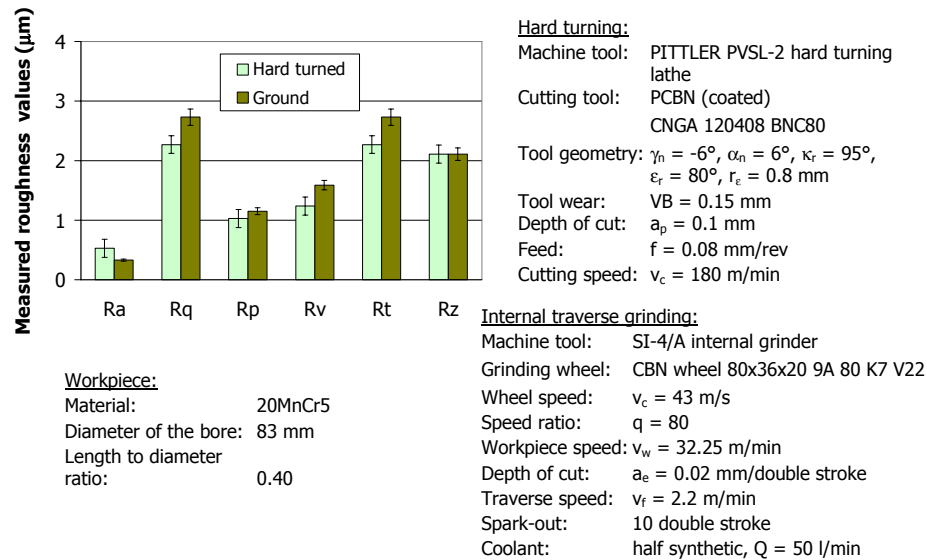 Measured roughness values (μm)
4
3
2
1
0
Hard turned
Ground
Ra Rq Rp Rv Rt Rz
Hard turning:
Machine tool: PITTLER PVSL-2 hard turning
lathe
Cutting tool: PCBN (coated)
CNGA 120408 BNC80
Tool geometry: γn = -6°, αn = 6°, κr = 95°,
εr = 80°, rε = 0.8 mm
Tool wear: VB = 0.15 mm
Depth of cut: ap = 0.1 mm
Feed: f = 0.08 mm/rev
Cutting speed: vc = 180 m/min
Internal traverse grinding:
Machine tool: SI-4/A internal grinder
Grinding wheel: CBN wheel 80x36x20 9A 80 K7 V22
Wheel speed: vc = 43 m/s
Speed ratio: q = 80
Workpiece speed: vw = 32.25 m/min
Depth of cut: ae = 0.02 mm/double stroke
Traverse speed: vf = 2.2 m/min
Spark-out: 10 double stroke
Coolant: half synthetic, Q = 50 l/min
Workpiece:
Material: 20MnCr5
Diameter of the bore: 83 mm
Length to diameter
ratio: 0.40